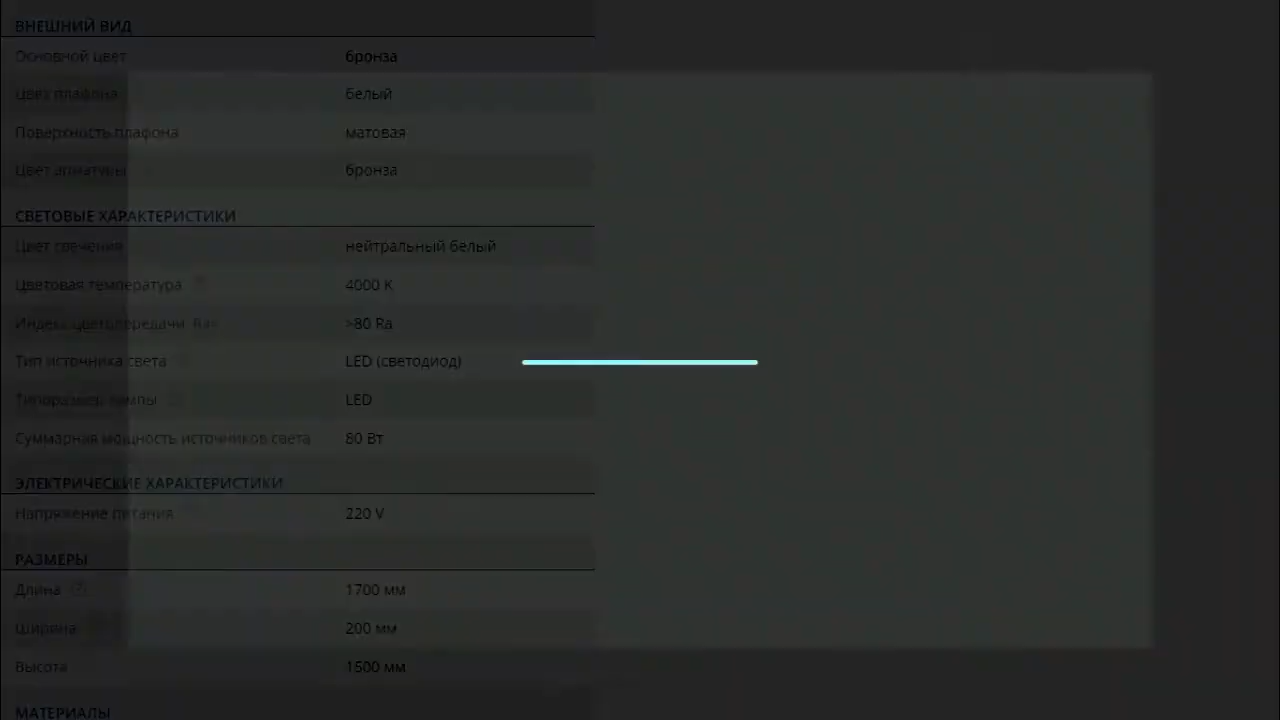 ВНЕШНИЙ ВИД
Основной цвет бронза
Цвет плафона белый
Поверхность плафона матовая
Цвет арматуры бронза
СВЕТОВЫЕ ХАРАКТЕРИСТИКИ
Цвет свечения нейтральный белый
Цветовая температура 4000 K
Индекс цветопередачи, Ra> >80 Ra
Тип источника света LED (светодиод)
Типоразмер лампы LED
Суммарная мощность источников света 80 Вт
ЭЛЕКТРИЧЕСКИЕ ХАРАКТЕРИСТИКИ
Напряжение питания 220 V
РАЗМЕРЫ
Длина 1700 мм
Ширина 200 мм
Высота 1500 мм
МАТЕРИАЛЫ